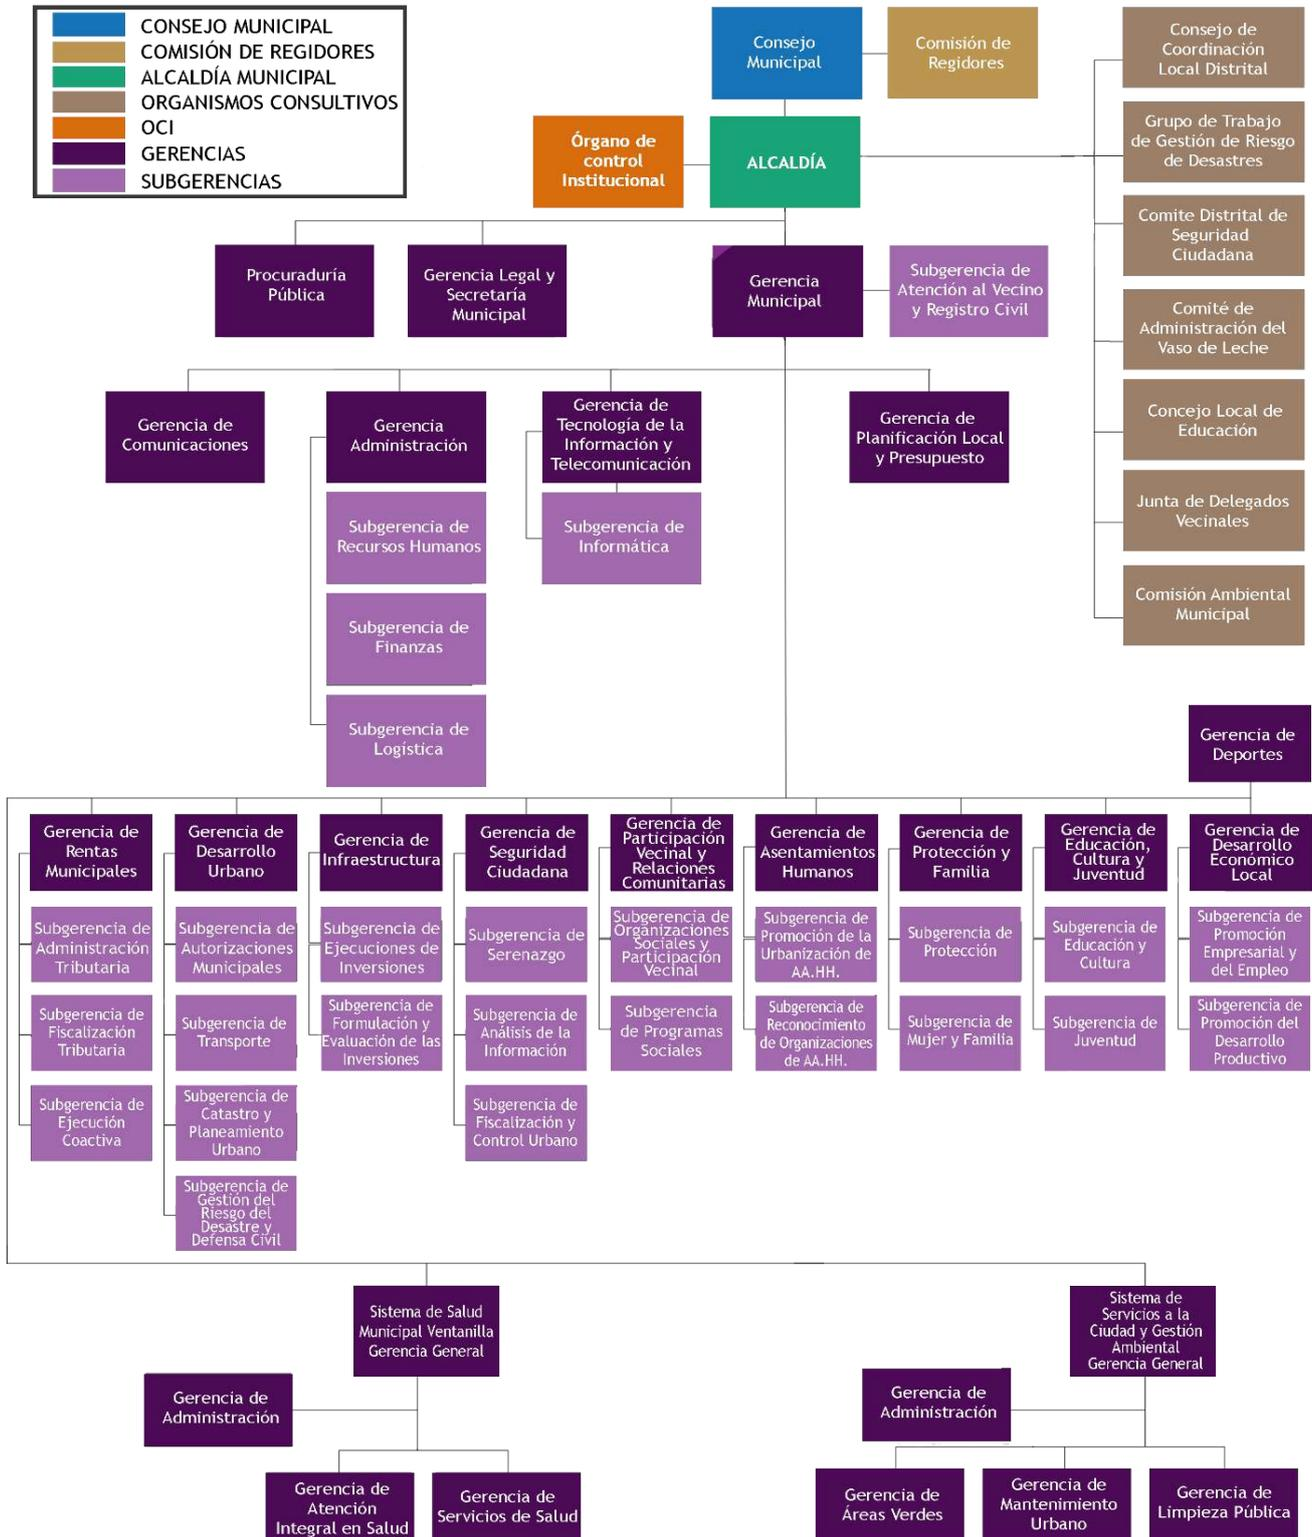 CONSEJO MUNICIPAL
COMISIÓN DE REGIDORES
ALCALDÍA MUNICIPAL
ORGANISMOS CONSULTIVOS
OCI
GERENCIAS
SUBGERENCIAS
Consejo
Municipal
Comisión de
Regidores
Consejo de
Coordinación
Local Distrital
Órgano de
control
Institucional
ALCALDÍA
Grupo de Trabajo
de Gestión de Riesgo
de Desastres
Comite Distrital de
Seguridad
Ciudadana
Comité de
Administración del
Vaso de Leche
Concejo Local de
Educación
Junta de Delegados
Vecinales
Comisión Ambiental
Municipal
Procuraduría
Pública
Gerencia Legal y
Secretaría
Municipal
Gerencia
Municipal
Subgerencia de
Atención al Vecino
y Registro Civil
Gerencia de
Comunicaciones
Gerencia
Administración
Subgerencia de
Recursos Humanos
Subgerencia de
Finanzas
Subgerencia de
Logística
Gerencia de
Tecnología de la
Información y
Telecomunicación
Subgerencia de
Informática
Gerencia de
Planificación Local
y Presupuesto
Gerencia de
Deportes
Gerencia de
Rentas
Municipales
Subgerencia de
Administración
Tributaria
Subgerencia de
Fiscalización
Tributaria
Subgerencia de
Ejecución
Coactiva
Gerencia de
Desarrollo
Urbano
Subgerencia de
Autorizaciones
Municipales
Subgerencia de
Transporte
Subgerencia de
Catastro y
Planeamiento
Urbano
Subgerencia de
Gestión del
Riesgo del
Desastre y
Defensa Civil
Gerencia de
Infraestructura
Subgerencia de
Ejecuciones de
Inversiones
Subgerencia de
Formulación y
Evaluación de las
Inversiones
Gerencia de
Seguridad
Ciudadana
Subgerencia de
Serenazgo
Subgerencia de
Análisis de la
Información
Subgerencia de
Fiscalización y
Control Urbano
Gerencia de
Participación
Vecinal y
Relaciones
Comunitarias
Subgerencia de
Organizaciones
Sociales y
Participación
Vecinal
Subgerencia
de Programas
Sociales
Gerencia de
Asentamientos
Humanos
Subgerencia de
Promoción de la
Urbanización de
AA.HH.
Subgerencia de
Reconocimiento
de Organizaciones
de AA.HH.
Gerencia de
Protección y
Familia
Subgerencia de
Protección
Subgerencia de
Mujer y Familia
Gerencia de
Educación,
Cultura y
Juventud
Subgerencia de
Educación y
Cultura
Subgerencia de
Juventud
Gerencia de
Desarrollo
Económico
Local
Subgerencia de
Promoción
Empresarial y
del Empleo
Subgerencia de
Promoción del
Desarrollo
Productivo
Sistema de Salud
Municipal Ventanilla
Gerencia General
Gerencia de
Administración
Gerencia de
Atención
Integral en Salud
Gerencia de
Servicios de Salud
Sistema de
Servicios a la
Ciudad y Gestión
Ambiental
Gerencia General
Gerencia de
Administración
Gerencia de
Áreas Verdes
Gerencia de
Mantenimiento
Urbano
Gerencia de
Limpieza Pública